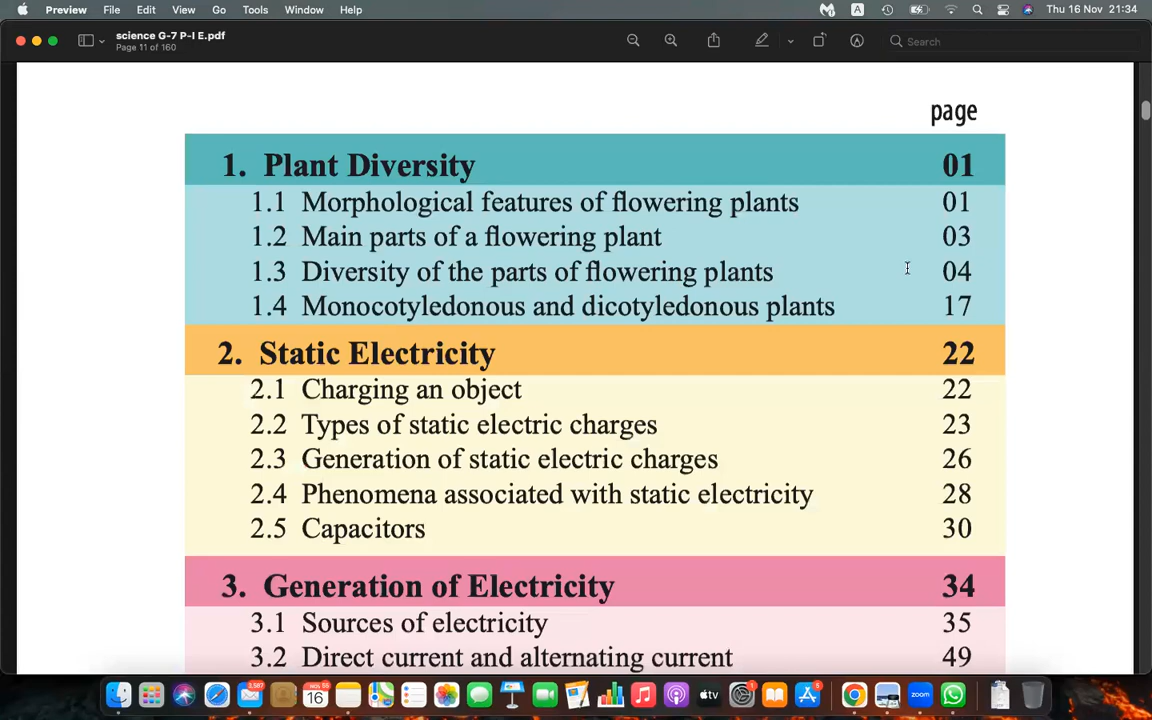 Preview File Edit View Go Tools Window Help A Thu 16 Nov 21:34
science G-7 P-I E.pdf
Page 11 of 160
Search
page
1. Plant Diversity 01
1.1 Morphological features of flowering plants 01
1.2 Main parts of a flowering plant 03
1.3 Diversity of the parts of flowering plants 04
1.4 Monocotyledonous and dicotyledonous plants 17
2. Static Electricity 22
2.1 Charging an object 22
2.2 Types of static electric charges 23
2.3 Generation of static electric charges 26
2.4 Phenomena associated with static electricity 28
2.5 Capacitors 30
3. Generation of Electricity 34
3.1 Sources of electricity 35
3.2 Direct current and alternating current 49
16
tv
zoom